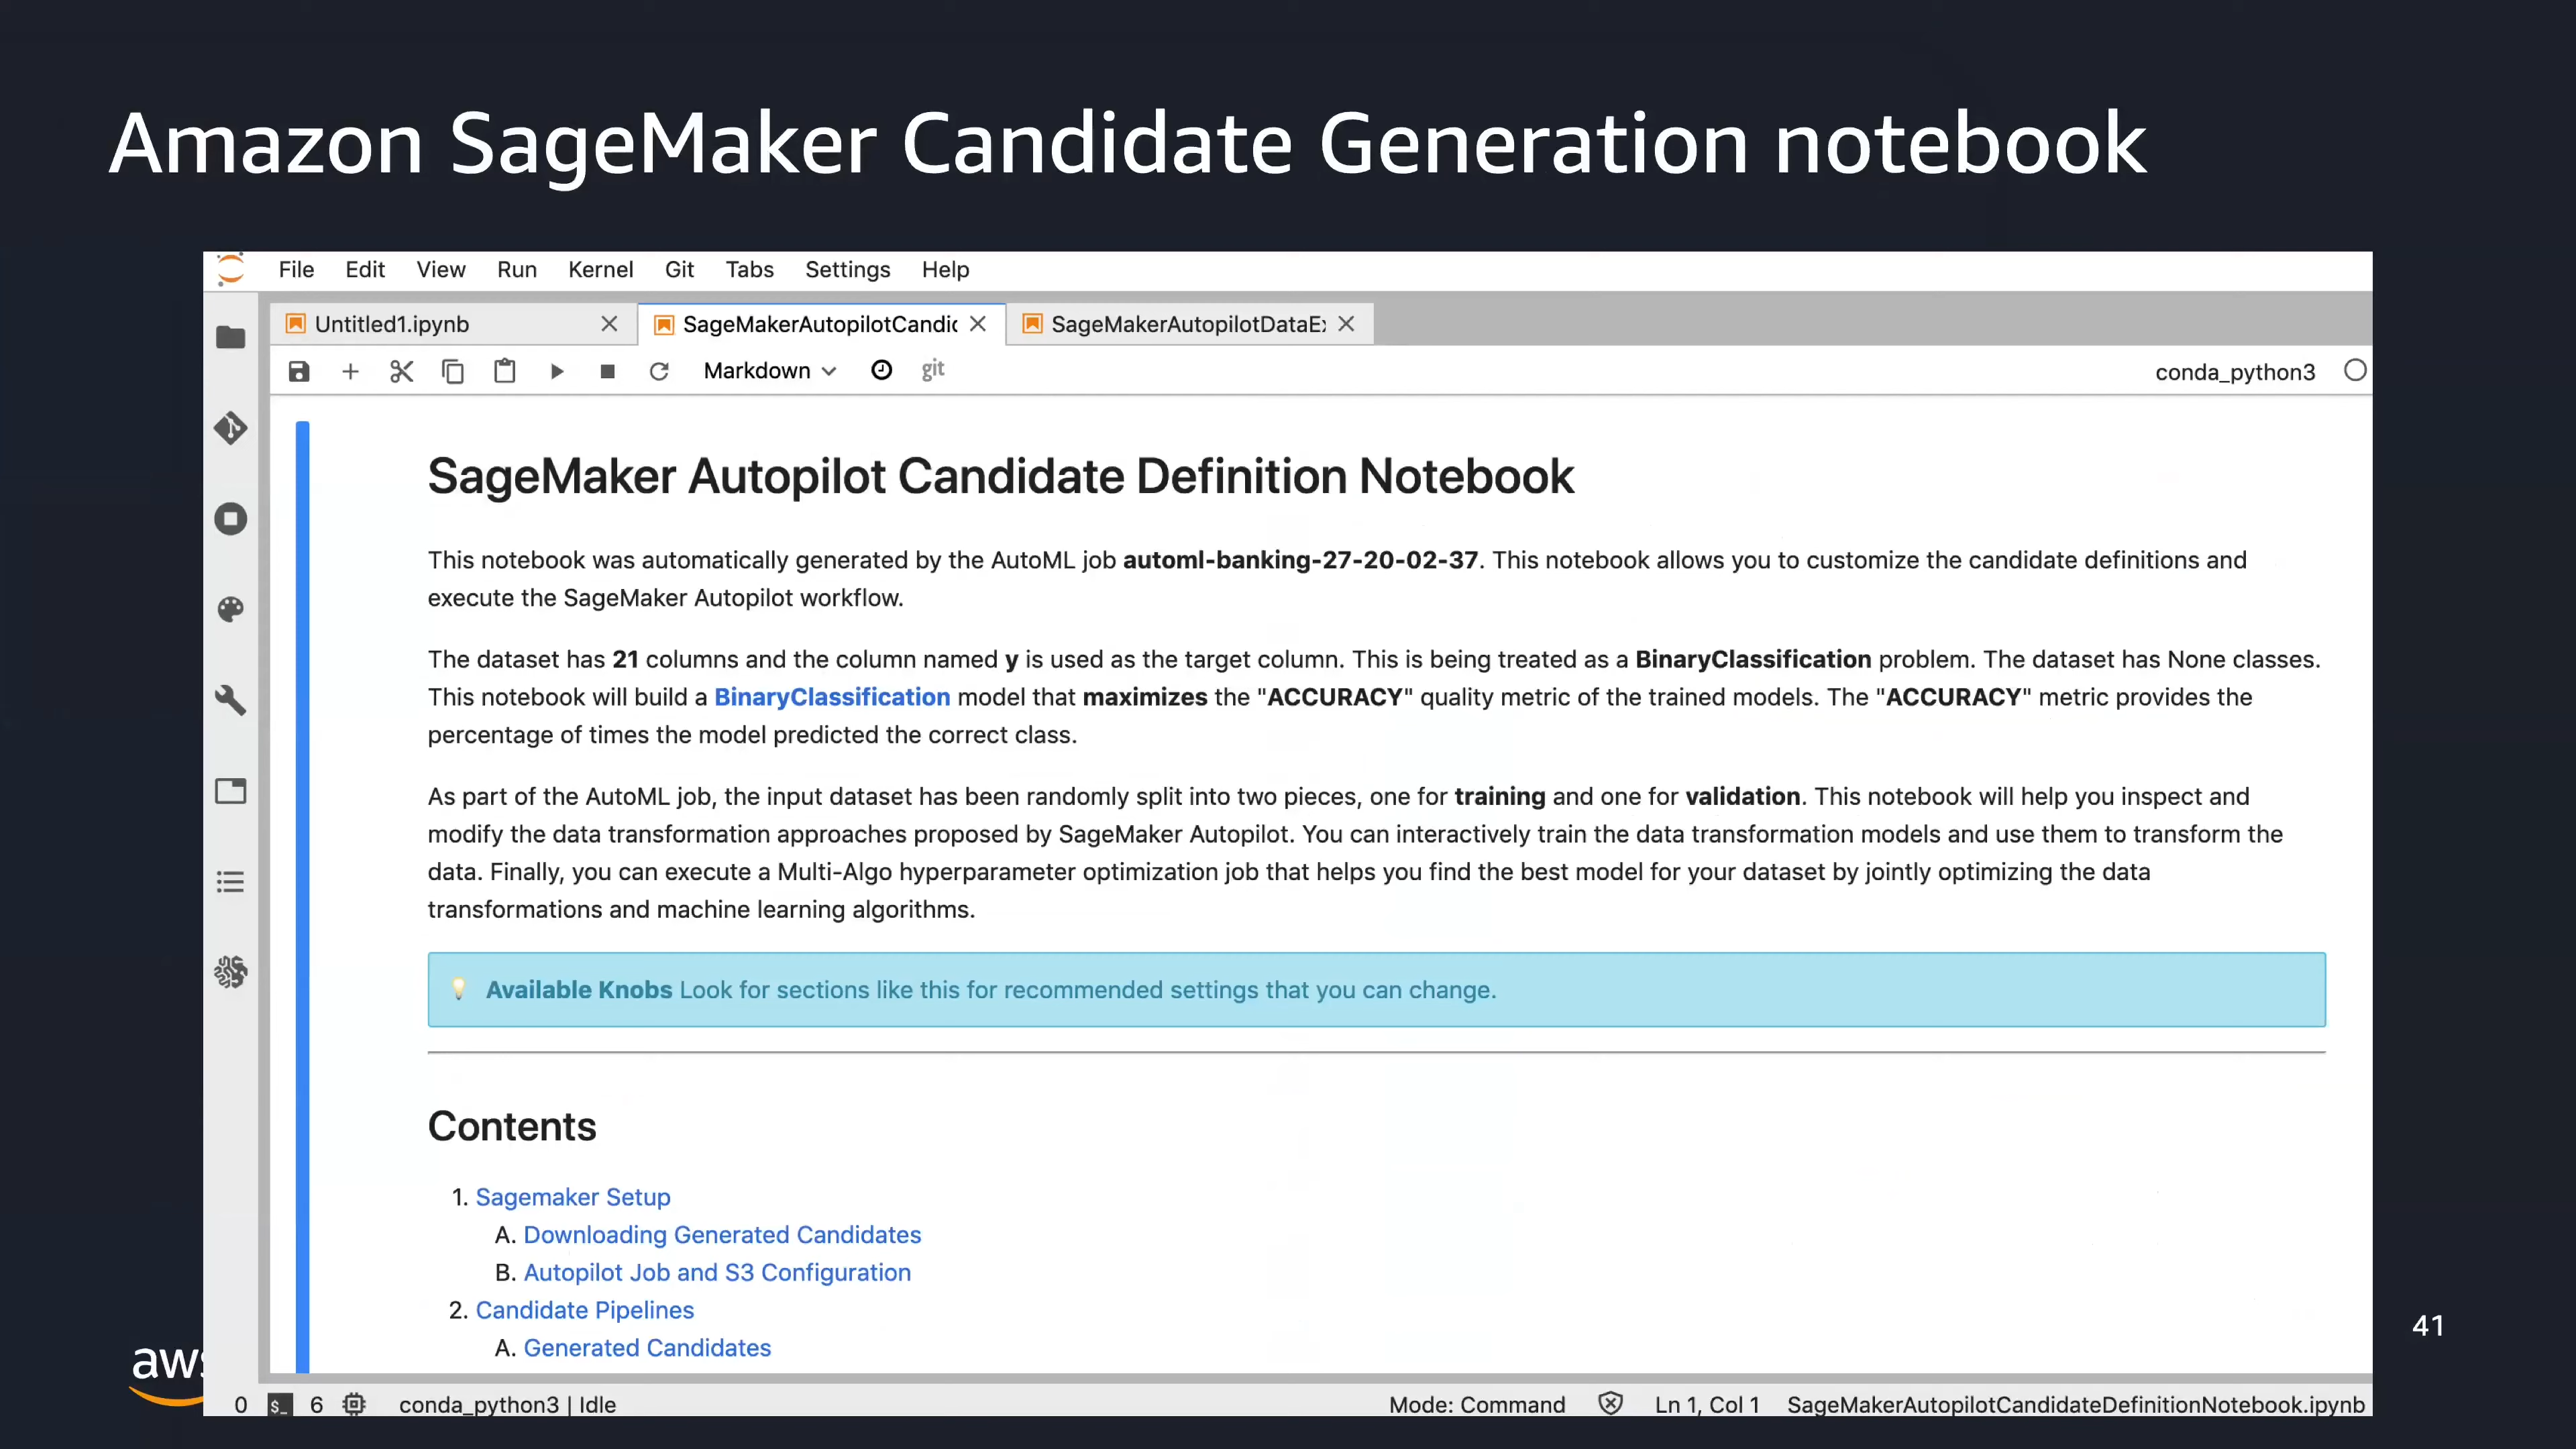 Amazon SageMaker Candidate Generation notebook
File Edit View Run Kernel Git Tabs Settings Help
Untitled1.ipynb SageMakerAutopilotCandic SageMakerAutopilotDataEx
Markdown git conda_python3
SageMaker Autopilot Candidate Definition Notebook
This notebook was automatically generated by the AutoML job automl-banking-27-20-02-37. This notebook allows you to customize the candidate definitions and
execute the SageMaker Autopilot workflow.
The dataset has 21 columns and the column named y is used as the target column. This is being treated as a BinaryClassification problem. The dataset has None classes.
This notebook will build a BinaryClassification model that maximizes the "ACCURACY" quality metric of the trained models. The "ACCURACY" metric provides the
percentage of times the model predicted the correct class.
As part of the AutoML job, the input dataset has been randomly split into two pieces, one for training and one for validation. This notebook will help you inspect and
modify the data transformation approaches proposed by SageMaker Autopilot. You can interactively train the data transformation models and use them to transform the
data. Finally, you can execute a Multi-Algo hyperparameter optimization job that helps you find the best model for your dataset by jointly optimizing the data
transformations and machine learning algorithms.
Available Knobs Look for sections like this for recommended settings that you can change.
Contents
1. Sagemaker Setup
A. Downloading Generated Candidates
B. Autopilot Job and S3 Configuration
2. Candidate Pipelines
A. Generated Candidates
41
aws
0 $_ 6 conda_python3 | Idle Mode: Command Ln 1, Col 1 SageMakerAutopilotCandidateDefinitionNotebook.ipynb